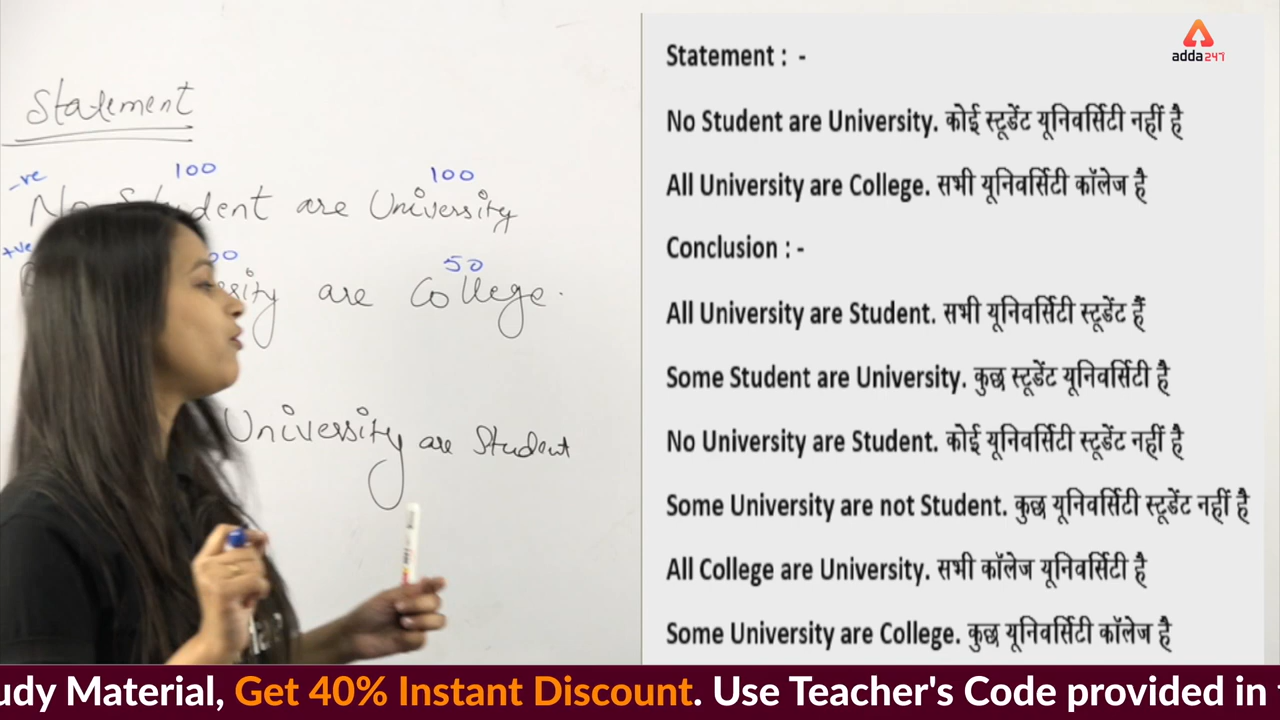 Statement
-ve 100 100
No Student are University
+ve 50
are College.
University are Student
adda247
Statement : -
No Student are University. कोई स्टूडेंट यूनिवर्सिटी नहीं है
All University are College. सभी यूनिवर्सिटी कॉलेज है
Conclusion : -
All University are Student. सभी यूनिवर्सिटी स्टूडेंट हैं
Some Student are University. कुछ स्टूडेंट यूनिवर्सिटी है
No University are Student. कोई यूनिवर्सिटी स्टूडेंट नहीं है
Some University are not Student. कुछ यूनिवर्सिटी स्टूडेंट नहीं है
All College are University. सभी कॉलेज यूनिवर्सिटी है
Some University are College. कुछ यूनिवर्सिटी कॉलेज है
udy Material, Get 40% Instant Discount. Use Teacher's Code provided in